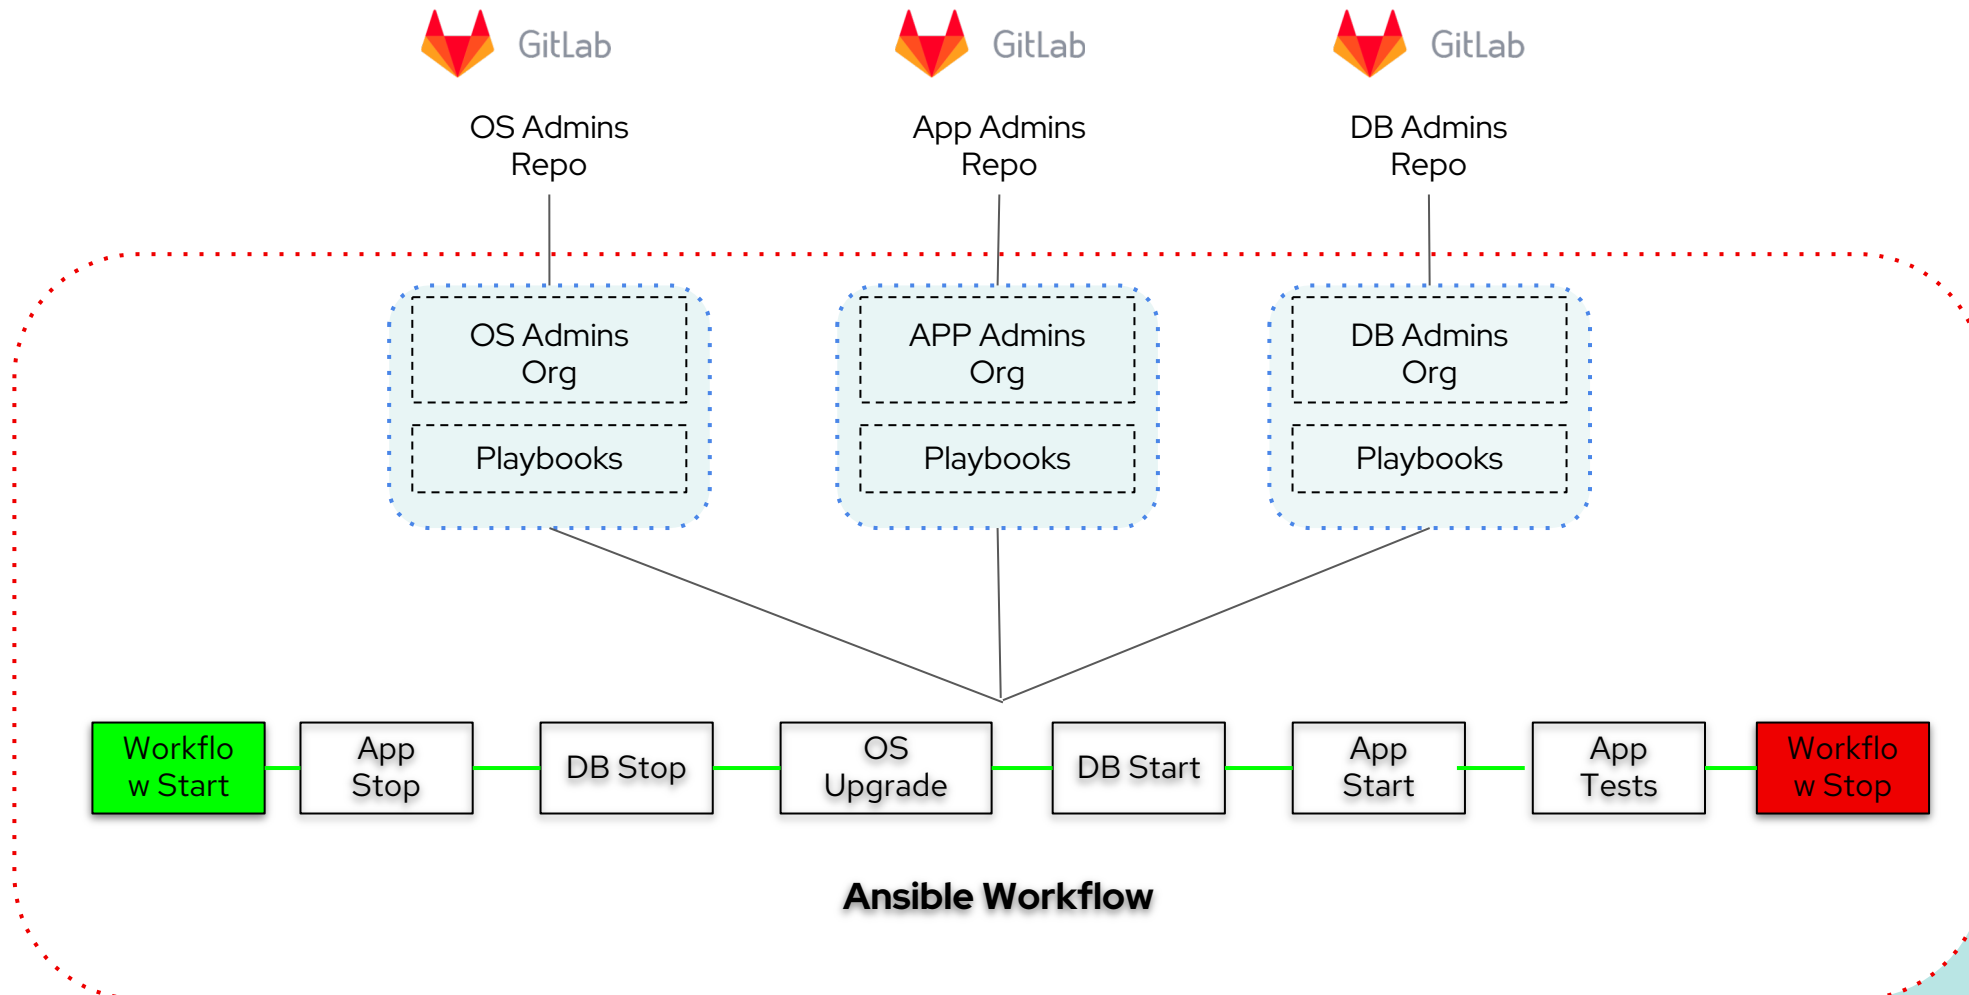 GitLab
GitLab
GitLab
OS Admins
Repo
App Admins
Repo
DB Admins
Repo
OS Admins
Org
APP Admins
Org
DB Admins
Org
Playbooks
Playbooks
Playbooks
Workflo
w Start
App
Stop
DB Stop
OS
Upgrade
DB Start
App
Start
App
Tests
Workflo
w Stop
Ansible Workflow